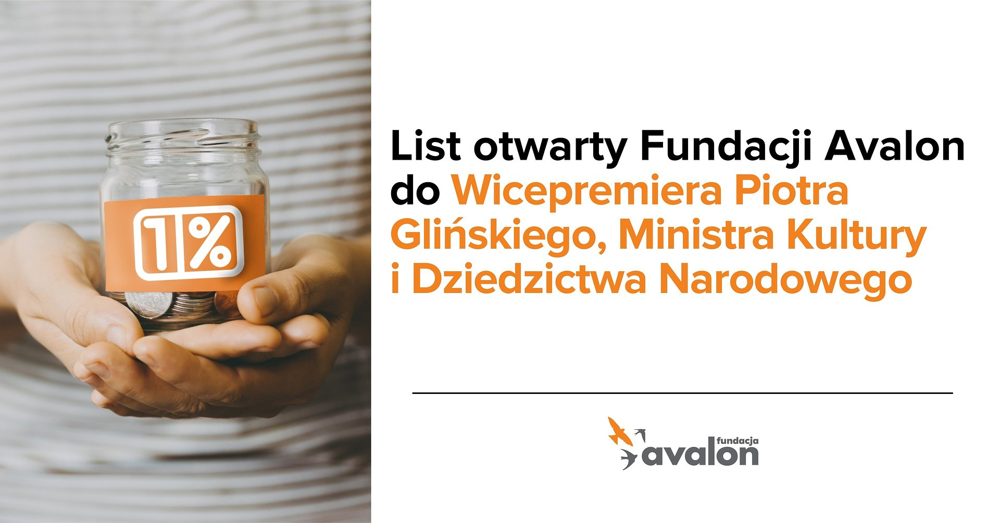 1%
List otwarty Fundacji Avalon
do Wicepremiera Piotra
Glińskiego, Ministra Kultury
i Dziedzictwa Narodowego
fundacja
avalon